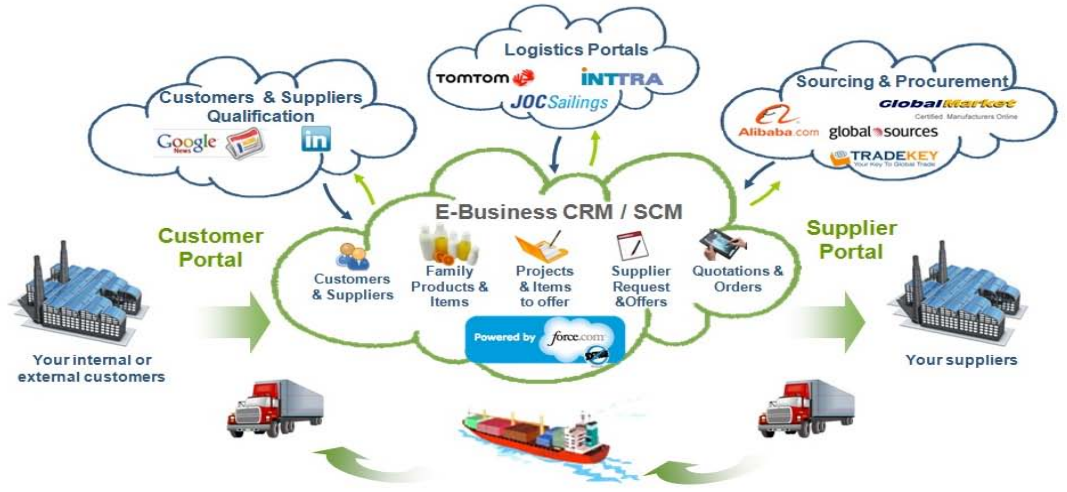 Logistics Portals
TOMTOM
INTTRA
JOCSailings
Customers & Suppliers
Qualification
Google
News
in
Sourcing & Procurement
GlobalMarket
Certified Manufacturers Online
Alibaba.com
global sources
TRADEKEY
Your Key To Global Trade
E-Business CRM / SCM
Customer
Portal
Supplier
Portal
Customers
& Suppliers
Family
Products &
Items
Projects
& Items
to offer
Supplier
Request
&Offers
Quotations &
Orders
Powered by force.com
Your internal or
external customers
Your suppliers